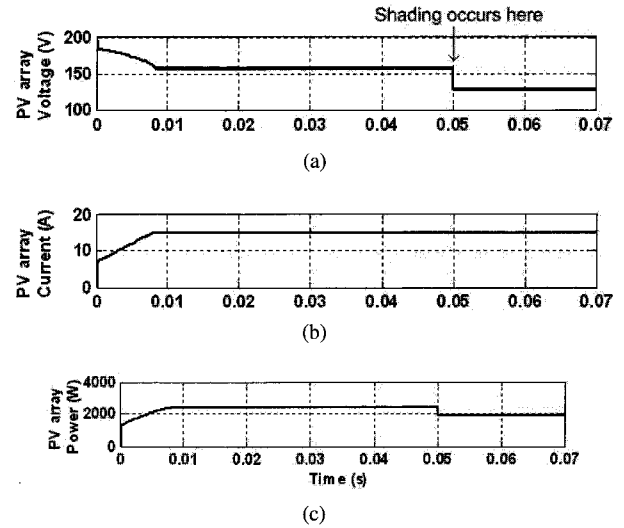 Shading occurs here
PV array
Voltage (V)
200
150
100
0 0.01 0.02 0.03 0.04 0.05 0.06 0.07
(a)
PV array
Current (A)
20
10
0
0 0.01 0.02 0.03 0.04 0.05 0.06 0.07
(b)
PV array
Power (W)
4000
2000
0
0 0.01 0.02 0.03 0.04 0.05 0.06 0.07
Time (s)
(c)